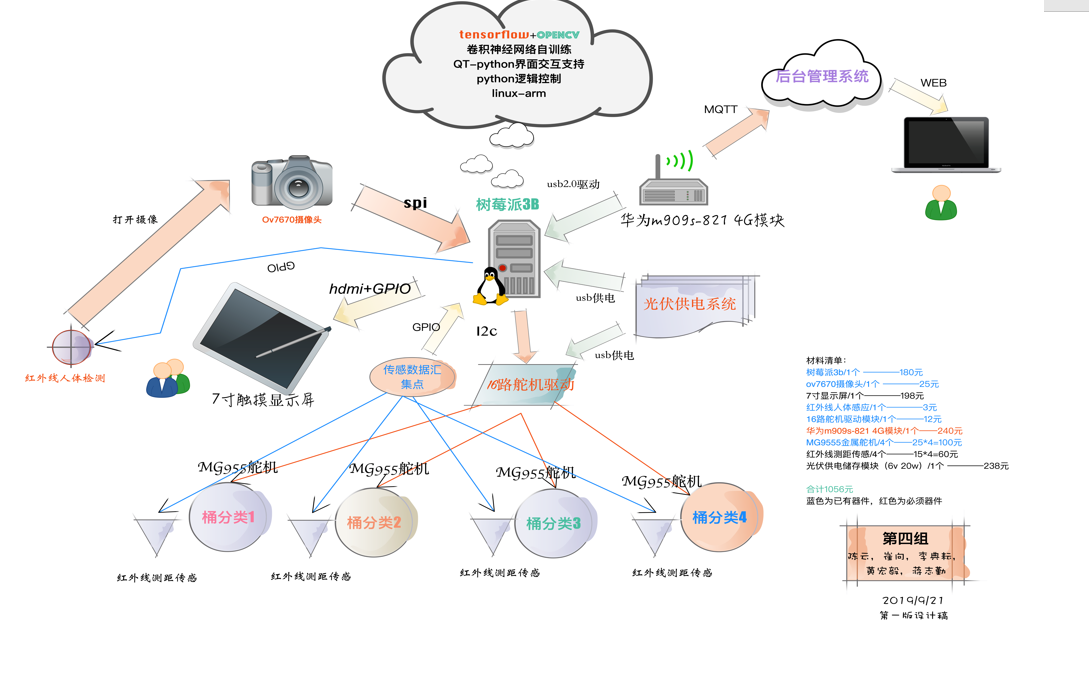 tensorflow+OPENCV
卷积神经网络自训练
QT-python界面交互支持
python逻辑控制
linux-arm
后台管理系统
WEB
MQTT
usb2.0驱动
树莓派3B
华为m909s-821 4G模块
spi
Ov7670摄像头
打开摄像
GPIO
hdmi+GPIO
usb供电
光伏供电系统
GPIO
I2c
usb供电
红外线人体检测
7寸触摸显示屏
传感数据汇
集点
16路舵机驱动
MG955舵机
MG955舵机
MG955舵机
MG955舵机
桶分类1
桶分类2
桶分类3
桶分类4
红外线测距传感
红外线测距传感
红外线测距传感
红外线测距传感
材料清单：
树莓派3b/1个 ————180元
ov7670摄像头/1个 ————25元
7寸显示屏/1个————198元
红外线人体感应/1个————3元
16路舵机驱动模块/1个————12元
华为m909s-821 4G模块/1个——240元
MG9555金属舵机/4个——25*4=100元
红外线测距传感/4个———15*4=60元
光伏供电储存模块（6v 20w）/1个 ————238元
合计1056元
蓝色为已有器件，红色为必须器件
第四组
陈云，崔向，李典耘，
黄宏毅，蒋志勤
2019/9/21
第一版设计稿